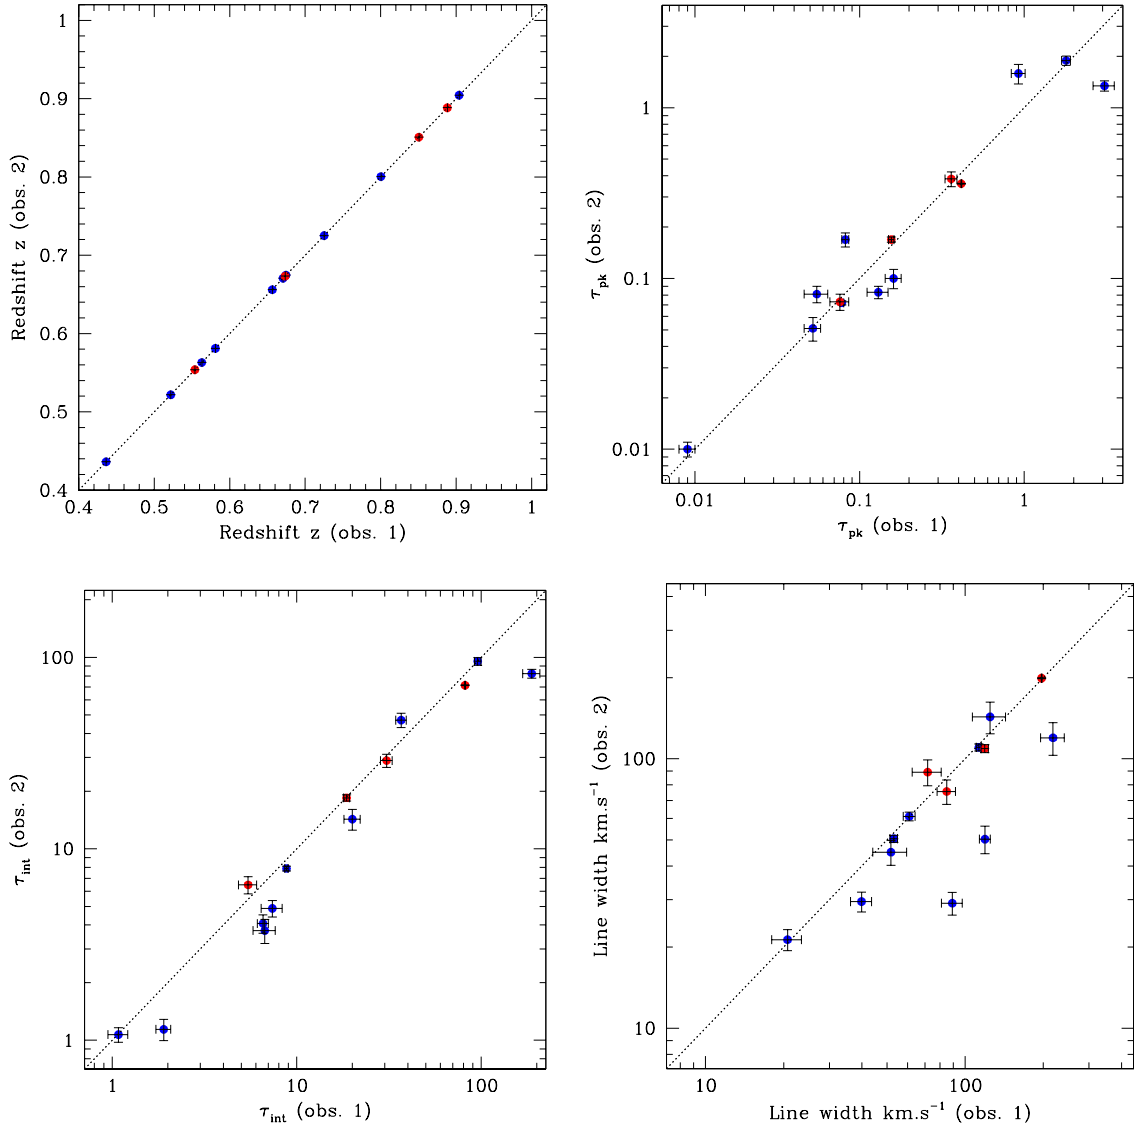 1
0.9
0.8
0.7
0.6
0.5
0.4
Redshift z (obs. 2)
0.4 0.5 0.6 0.7 0.8 0.9 1
Redshift z (obs. 1)
1
0.1
0.01
τpk (obs. 2)
0.01 0.1 1
τpk (obs. 1)
100
10
1
τint (obs. 2)
1 10 100
τint (obs. 1)
100
10
Line width km.s⁻¹ (obs. 2)
10 100
Line width km.s⁻¹ (obs. 1)